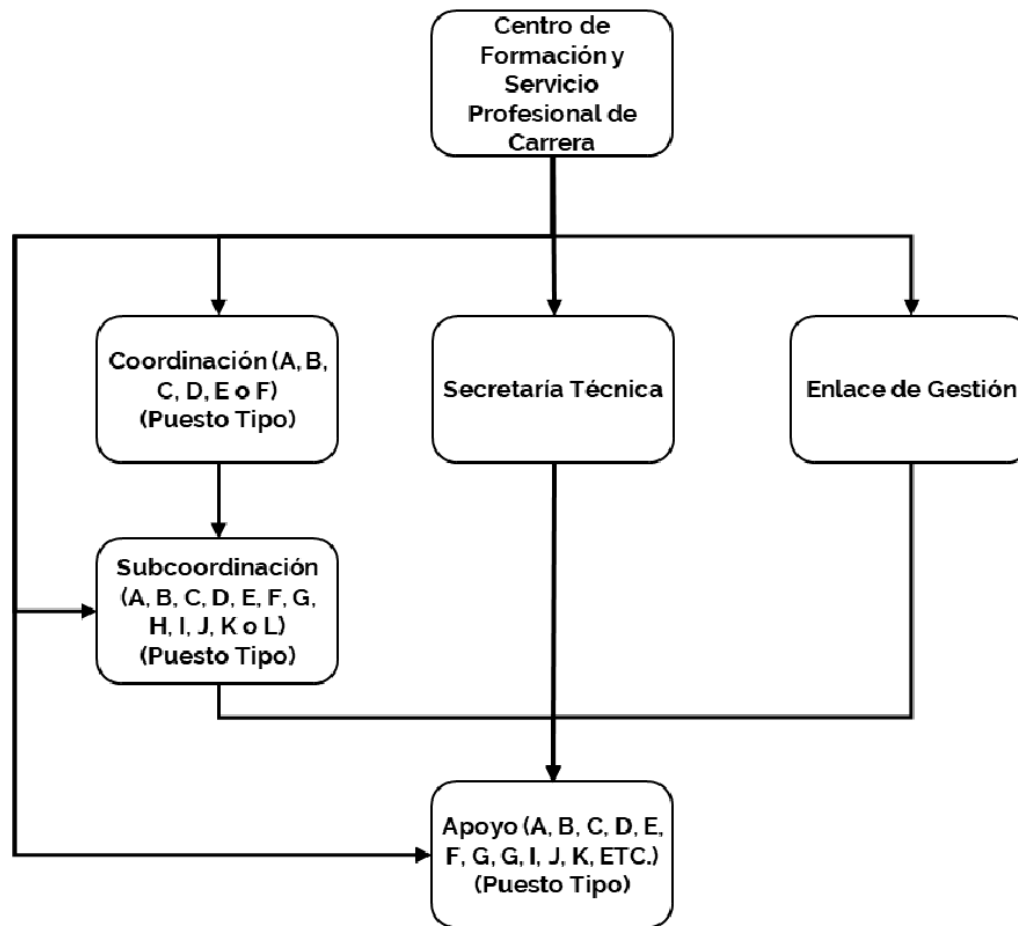 Centro de
Formación y
Servicio
Profesional de
Carrera
Coordinación (A, B,
C, D, E o F)
(Puesto Tipo)
Secretaría Técnica
Enlace de Gestión
Subcoordinación
(A, B, C, D, E, F, G,
H, I, J, K o L)
(Puesto Tipo)
Apoyo (A, B, C, D, E,
F, G, G, I, J, K, ETC.)
(Puesto Tipo)